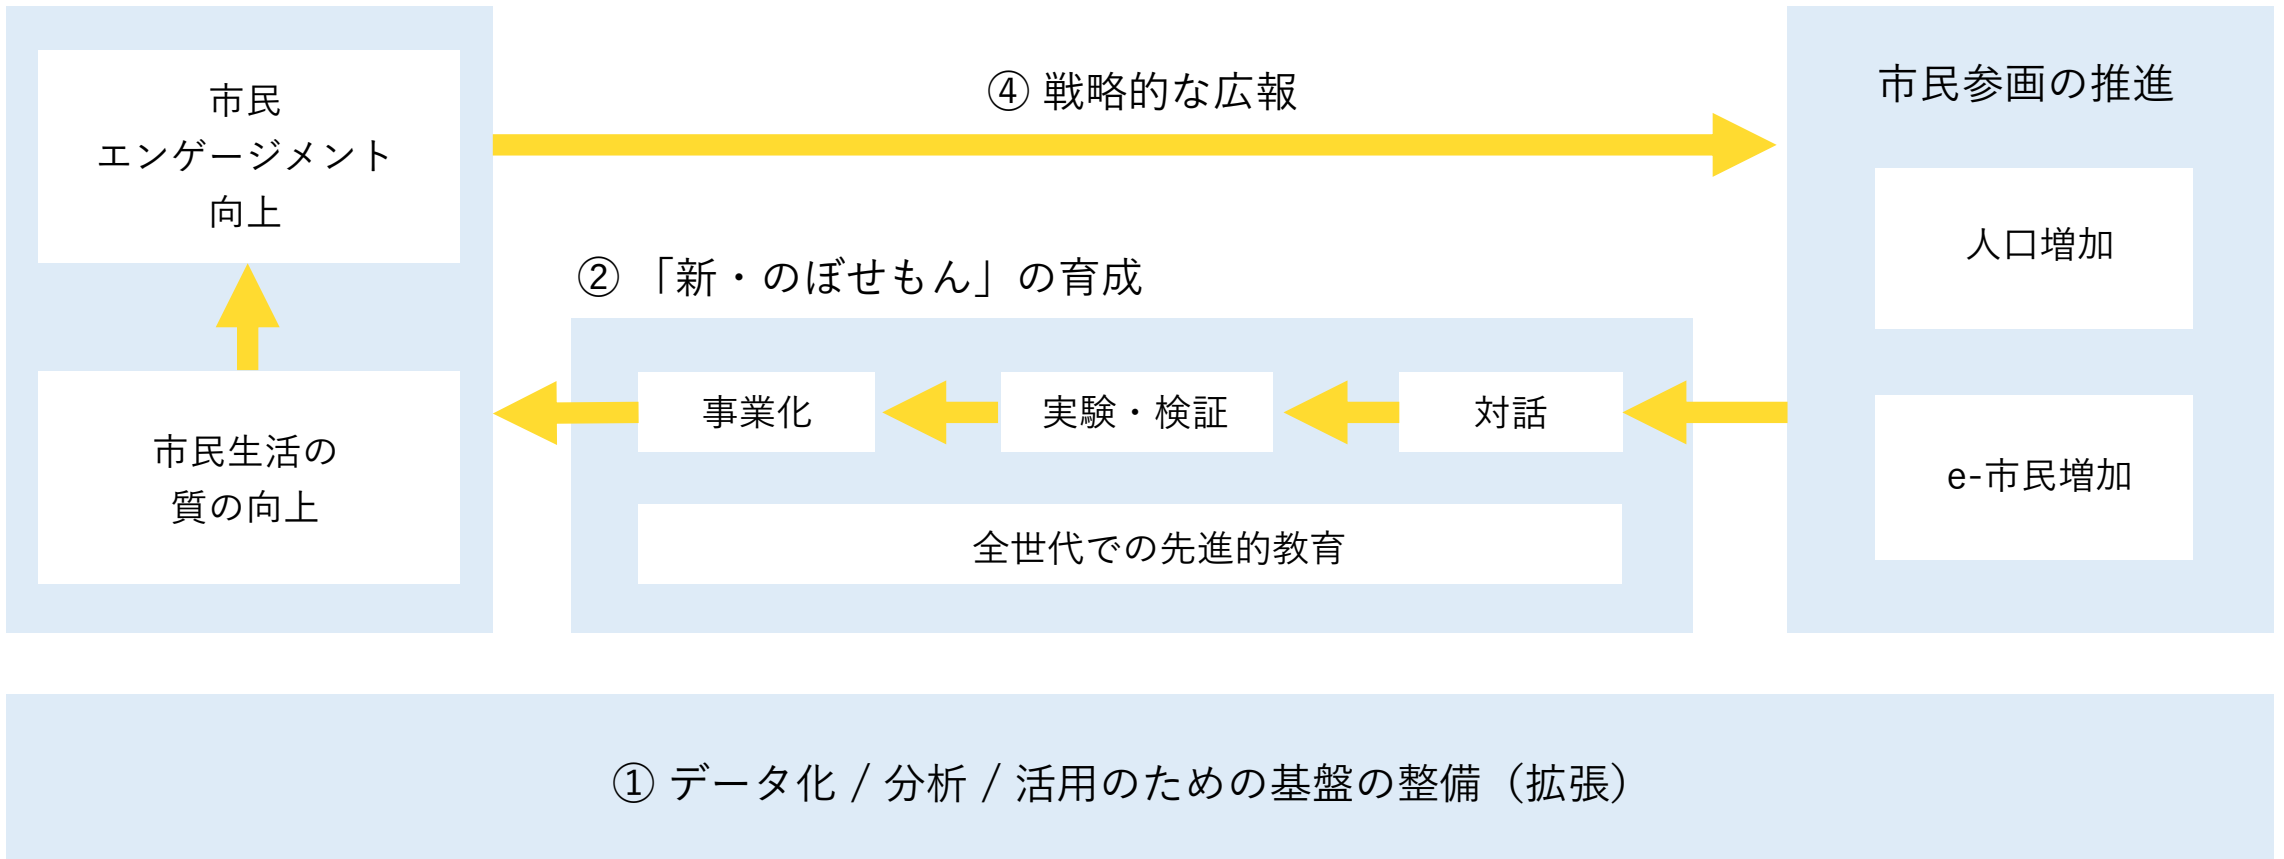 市民
エンゲージメント
向上
市民生活の
質の向上
④ 戦略的な広報
② 「新・のぼせもん」の育成
事業化
実験・検証
対話
全世代での先進的教育
市民参画の推進
人口増加
e-市民増加
① データ化 / 分析 / 活用のための基盤の整備（拡張）